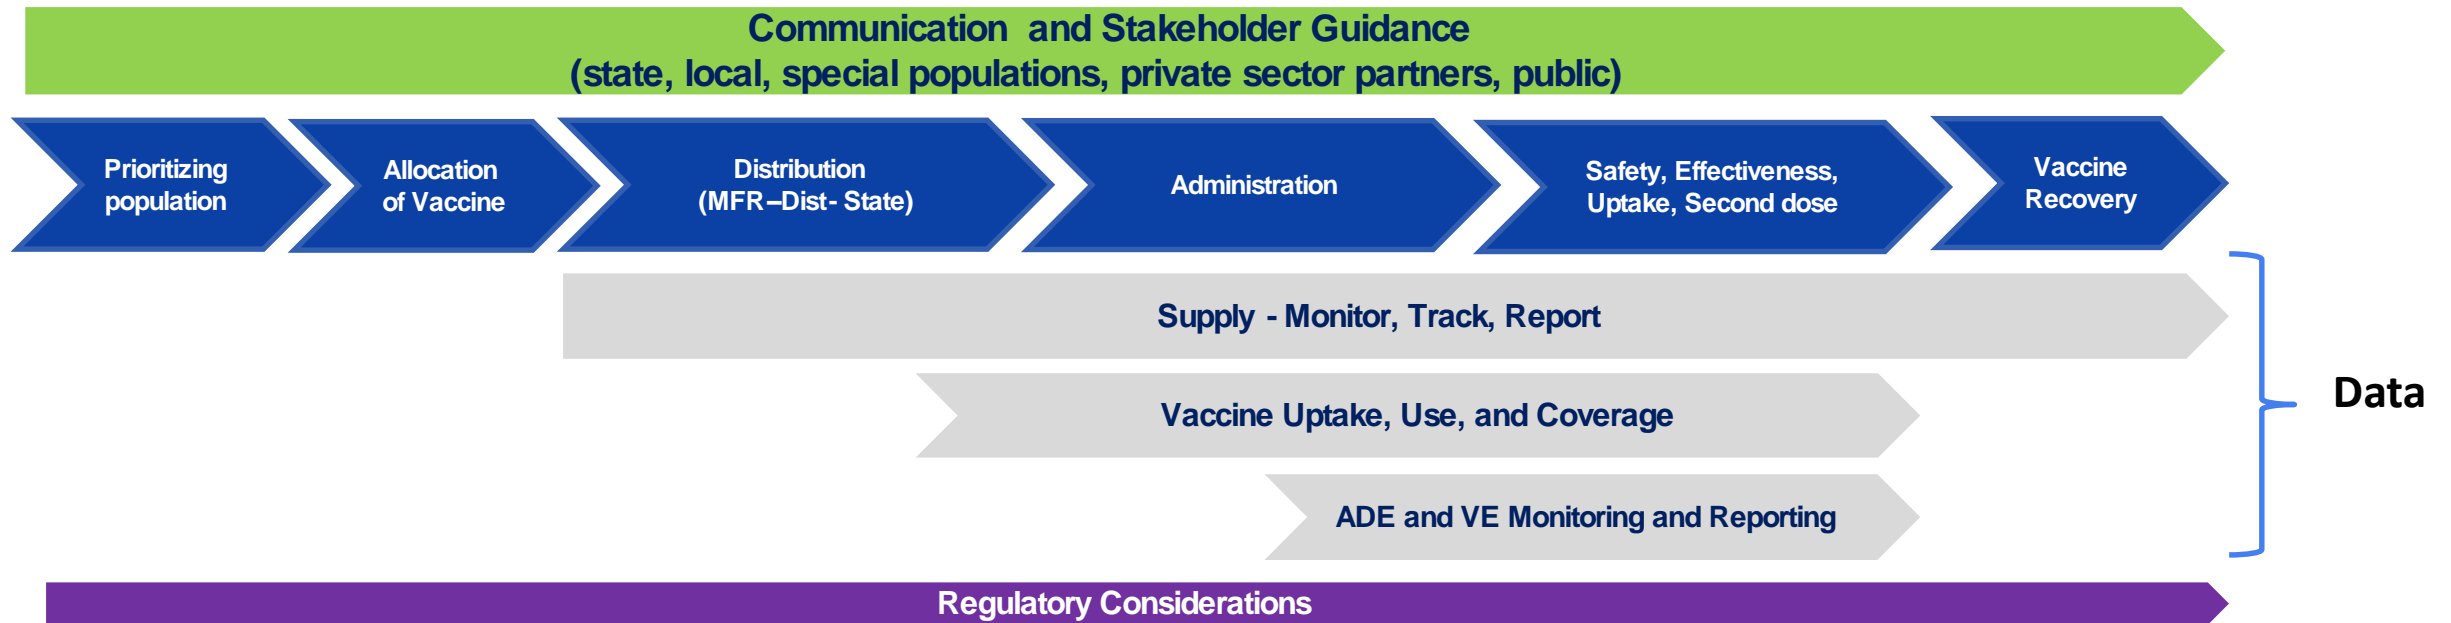 Communication and Stakeholder Guidance
(state, local, special populations, private sector partners, public)
Prioritizing
population
Allocation
of Vaccine
Distribution
(MFR–Dist- State)
Administration
Safety, Effectiveness,
Uptake, Second dose
Vaccine
Recovery
Supply - Monitor, Track, Report
Vaccine Uptake, Use, and Coverage
Data
ADE and VE Monitoring and Reporting
Regulatory Considerations